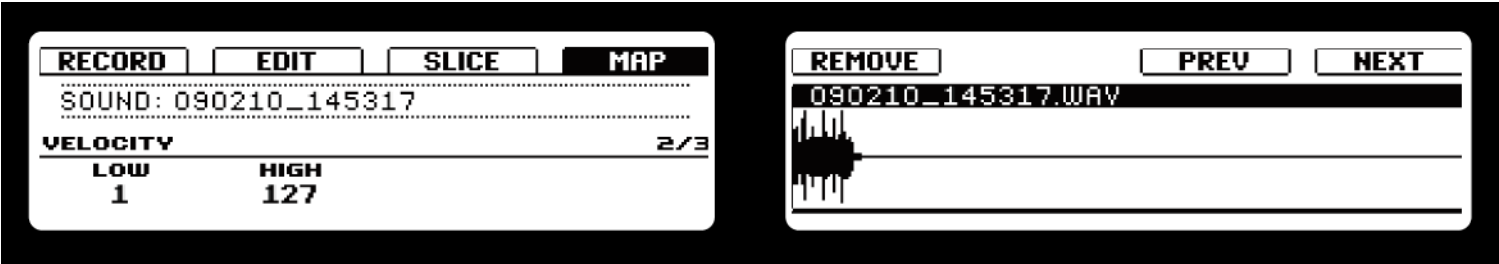 RECORD EDIT SLICE MAP
SOUND: 090210_145317
VELOCITY 2/3
LOW HIGH
1 127
REMOVE PREV NEXT
090210_145317.WAV